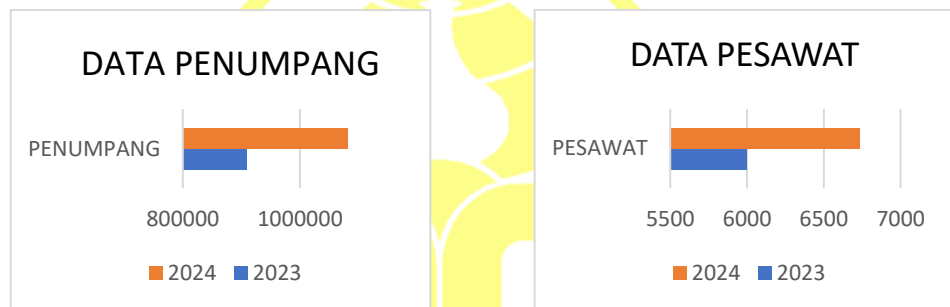 DATA PENUMPANG
PENUMPANG
800000 1000000
2024 2023
DATA PESAWAT
PESAWAT
5500 6000 6500 7000
2024 2023